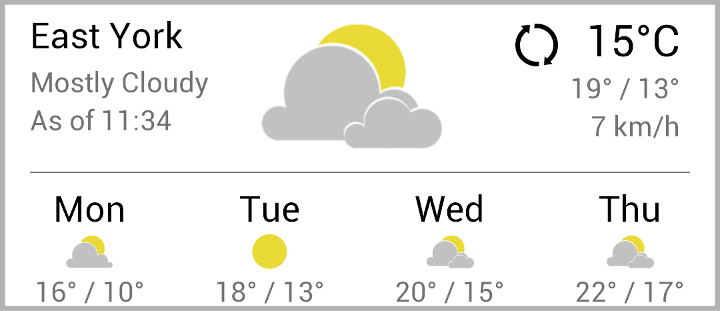 East York
Mostly Cloudy
As of 11:34
15°C
19° / 13°
7 km/h
Mon Tue Wed Thu
16° / 10° 18° / 13° 20° / 15° 22° / 17°